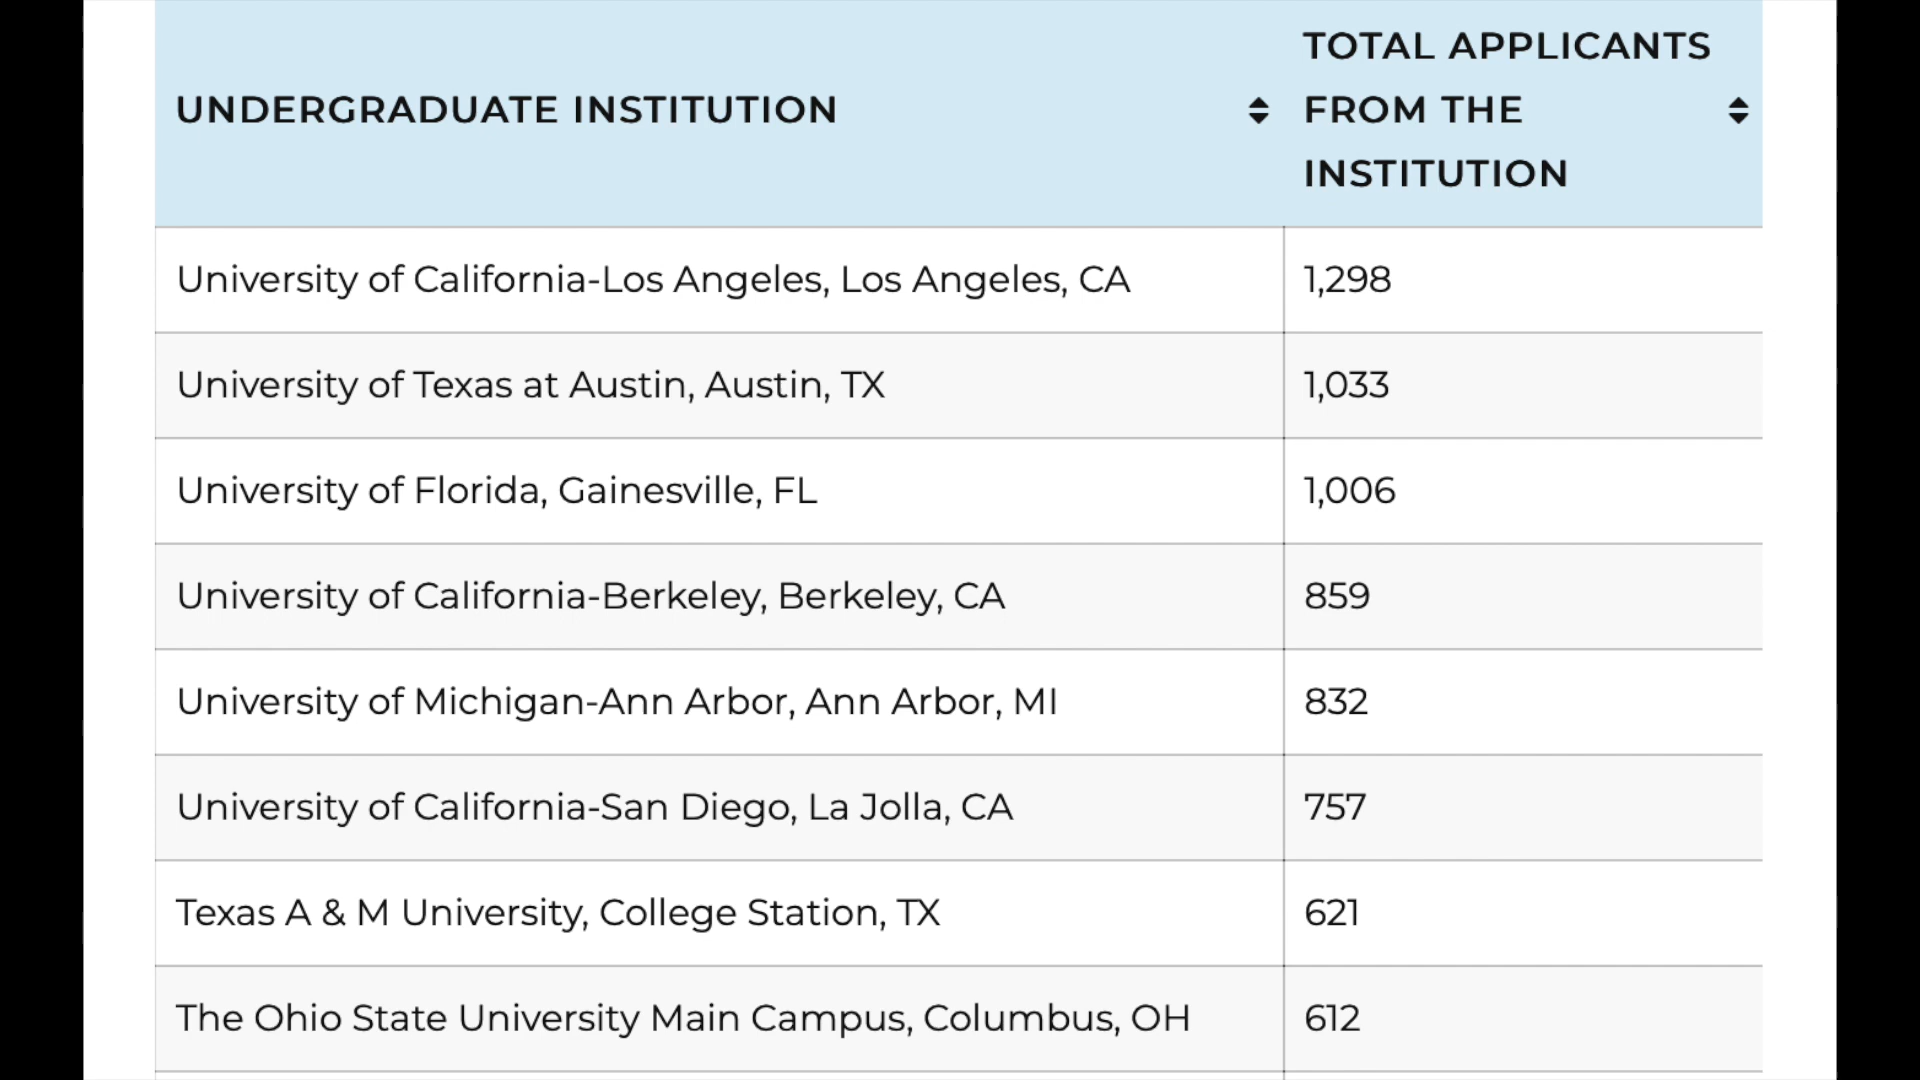 UNDERGRADUATE INSTITUTION
TOTAL APPLICANTS
FROM THE
INSTITUTION
University of California-Los Angeles, Los Angeles, CA 1,298
University of Texas at Austin, Austin, TX 1,033
University of Florida, Gainesville, FL 1,006
University of California-Berkeley, Berkeley, CA 859
University of Michigan-Ann Arbor, Ann Arbor, MI 832
University of California-San Diego, La Jolla, CA 757
Texas A & M University, College Station, TX 621
The Ohio State University Main Campus, Columbus, OH 612